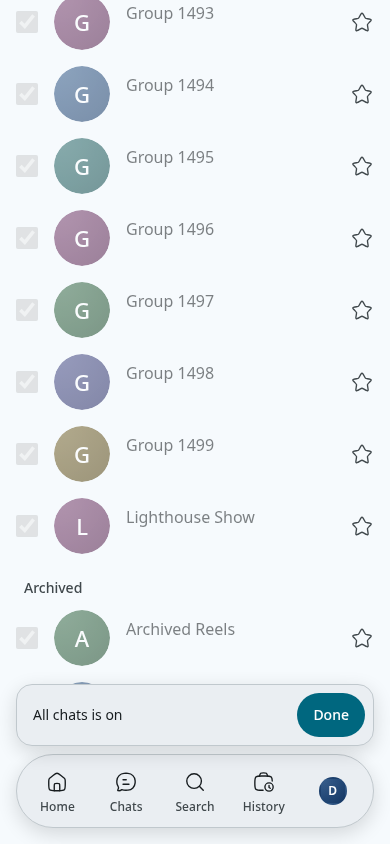 G Group 1493
G Group 1494
G Group 1495
G Group 1496
G Group 1497
G Group 1498
G Group 1499
L Lighthouse Show
Archived
A Archived Reels
All chats is on Done
Home Chats Search History D